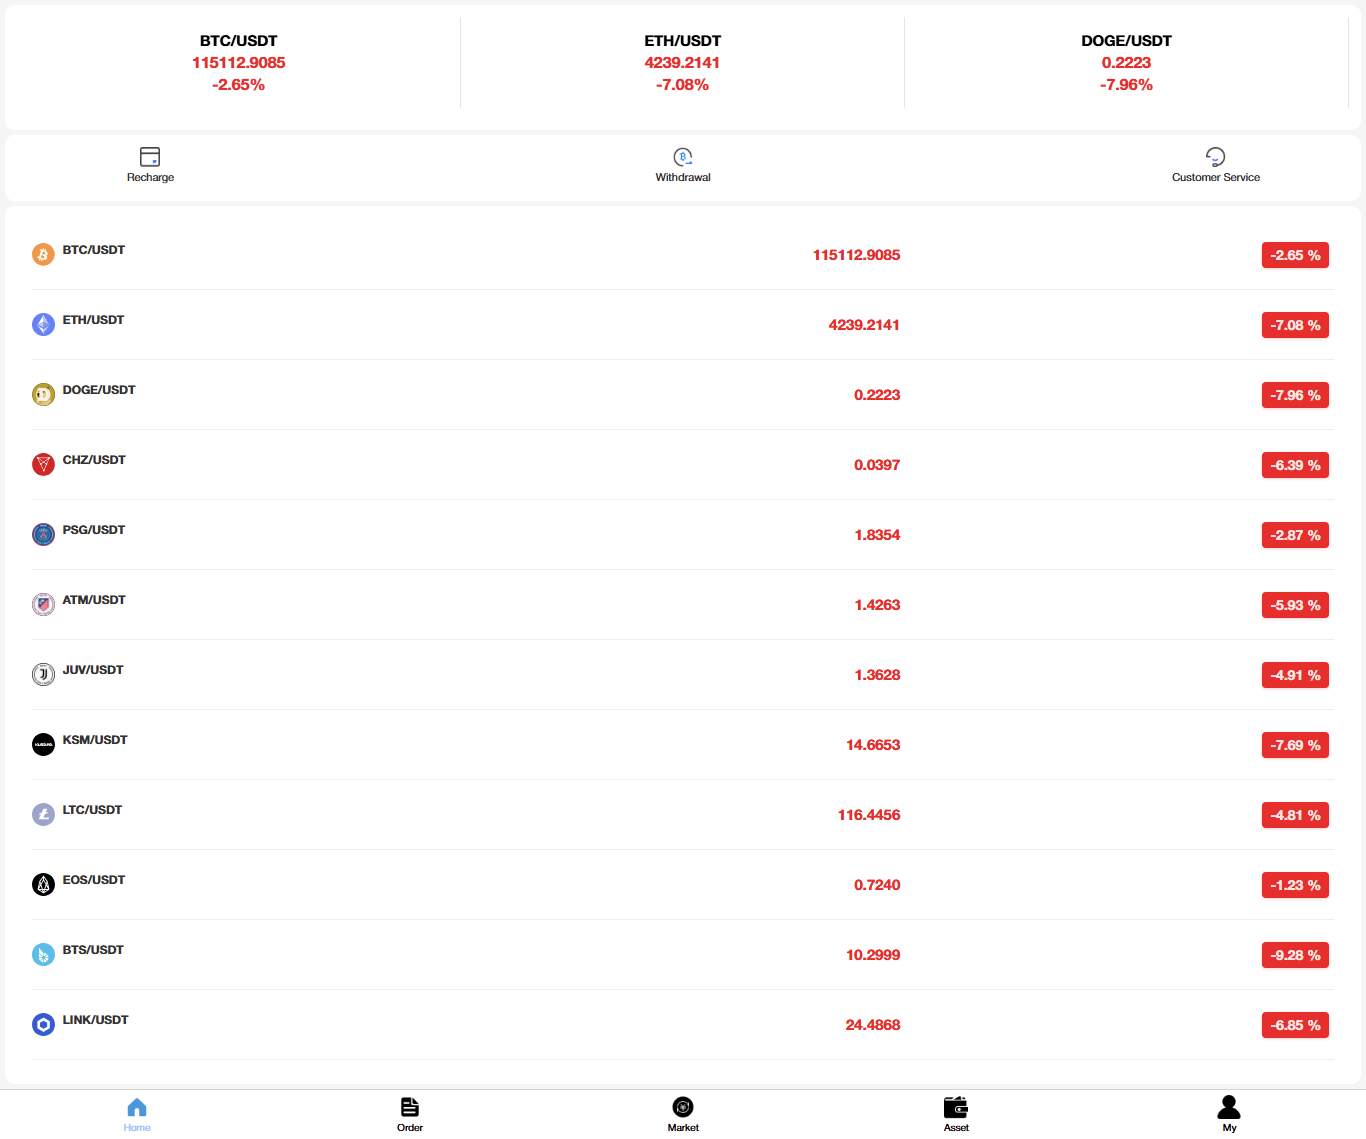 BTC/USDT
115112.9085
-2.65%
ETH/USDT
4239.2141
-7.08%
DOGE/USDT
0.2223
-7.96%
Recharge
Withdrawal
Customer Service
BTC/USDT 115112.9085 -2.65 %
ETH/USDT 4239.2141 -7.08 %
DOGE/USDT 0.2223 -7.96 %
CHZ/USDT 0.0397 -6.39 %
PSG/USDT 1.8354 -2.87 %
ATM/USDT 1.4263 -5.93 %
JUV/USDT 1.3628 -4.91 %
KSM/USDT 14.6653 -7.69 %
LTC/USDT 116.4456 -4.81 %
EOS/USDT 0.7240 -1.23 %
BTS/USDT 10.2999 -9.28 %
LINK/USDT 24.4868 -6.85 %
Home
Order
Market
Asset
My